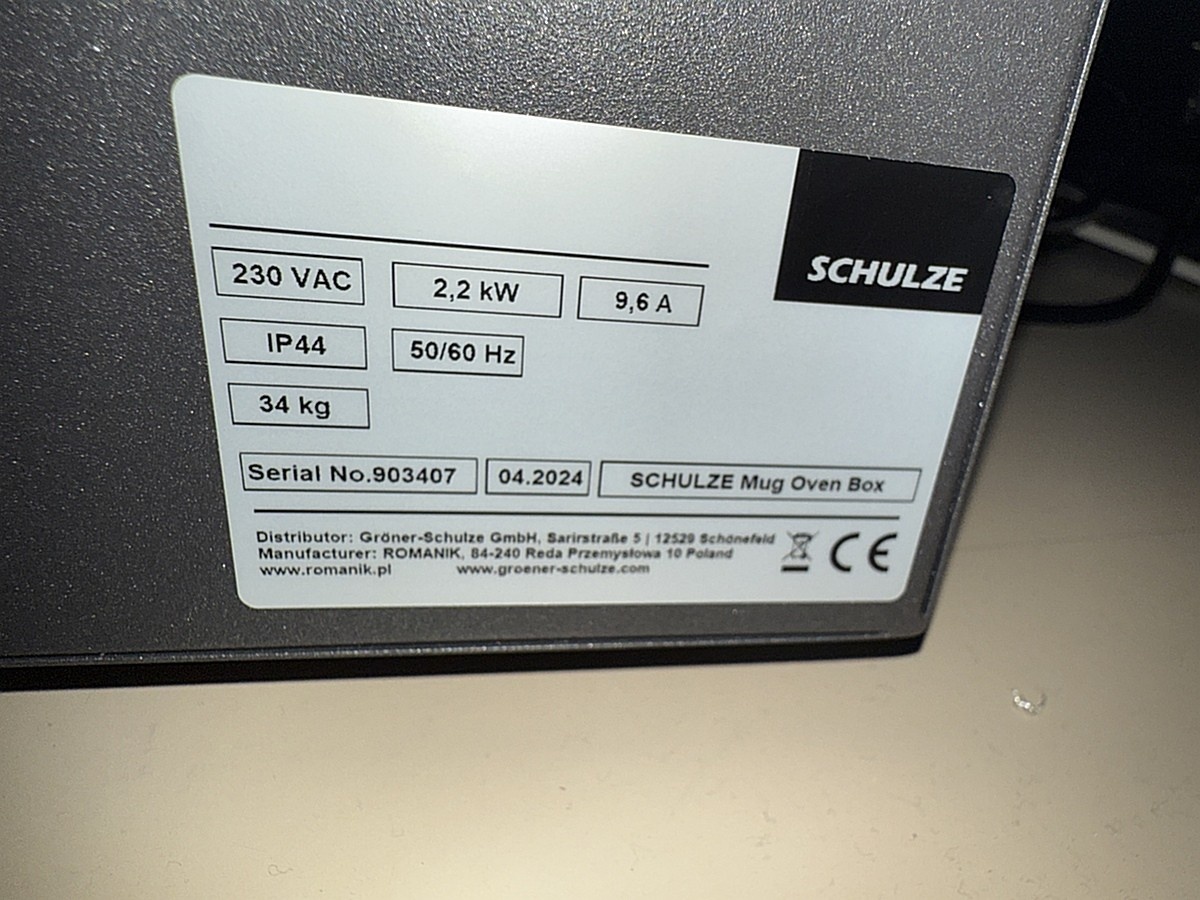 SCHULZE
230 VAC 2,2 kW 9,6 A
IP44 50/60 Hz
34 kg
Serial No.903407 04.2024 SCHULZE Mug Oven Box
Distributor: Gröner-Schulze GmbH, Sarirstraße 5 | 12529 Schönefeld
Manufacturer: ROMANIK, 84-240 Reda Przemysłowa 10 Poland
www.romanik.pl www.groener-schulze.com
CE